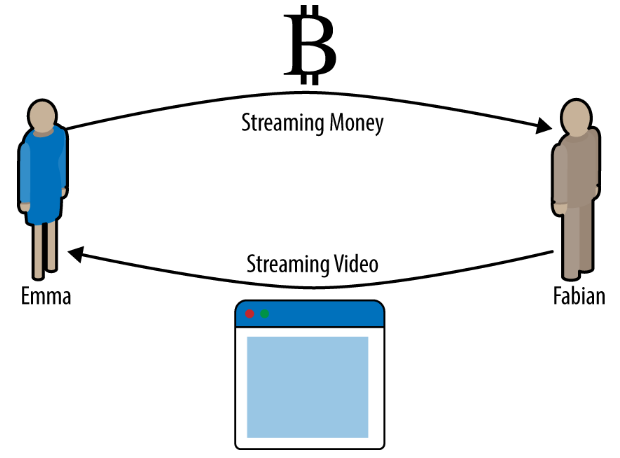 ₿
Streaming Money
Streaming Video
Emma
Fabian